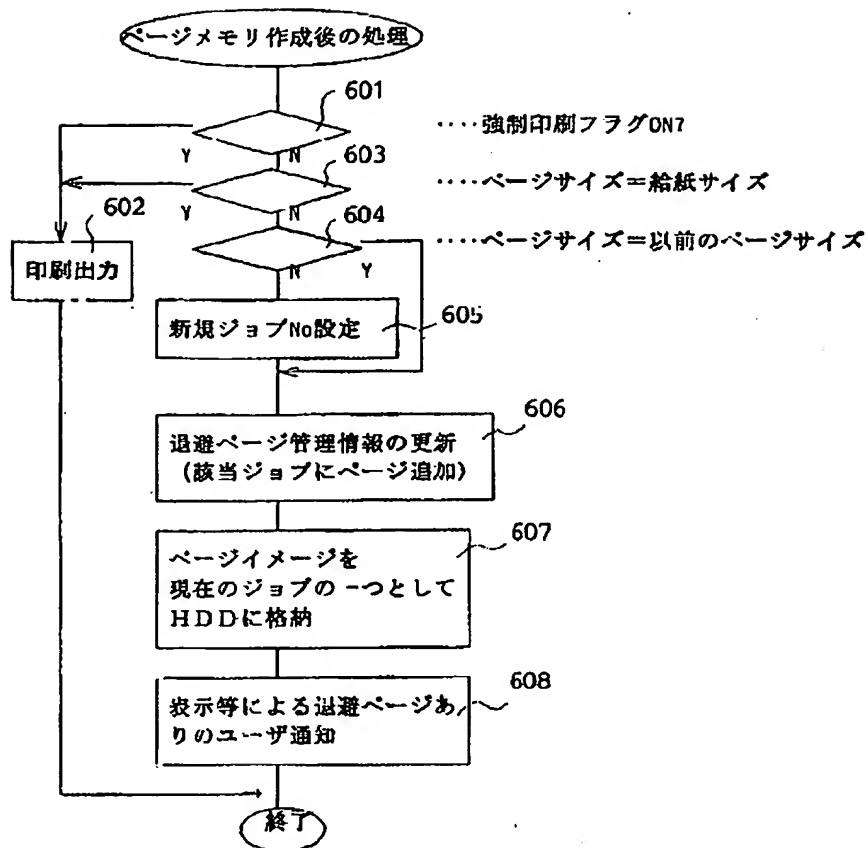 ページメモリ作成後の処理
601
‥‥強制印刷フラグON?
Y
N
603
‥‥ページサイズ=給紙サイズ
602
Y
N
604
‥‥ページサイズ=以前のページサイズ
印刷出力
N
Y
新規ジョブNo設定
605
606
退避ページ管理情報の更新
(該当ジョブにページ追加)
607
ページイメージを
現在のジョブの一つとして
HDDに格納
608
表示等による退避ページあ
りのユーザ通知
終了